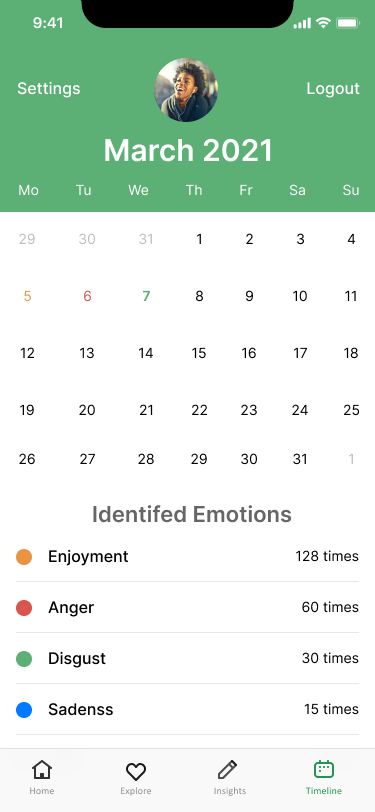 9:41
Settings Logout
March 2021
Mo Tu We Th Fr Sa Su
29 30 31 1 2 3 4
5 6 7 8 9 10 11
12 13 14 15 16 17 18
19 20 21 22 23 24 25
26 27 28 29 30 31 1
Identifed Emotions
Enjoyment 128 times
Anger 60 times
Disgust 30 times
Sadenss 15 times
Home Explore Insights Timeline